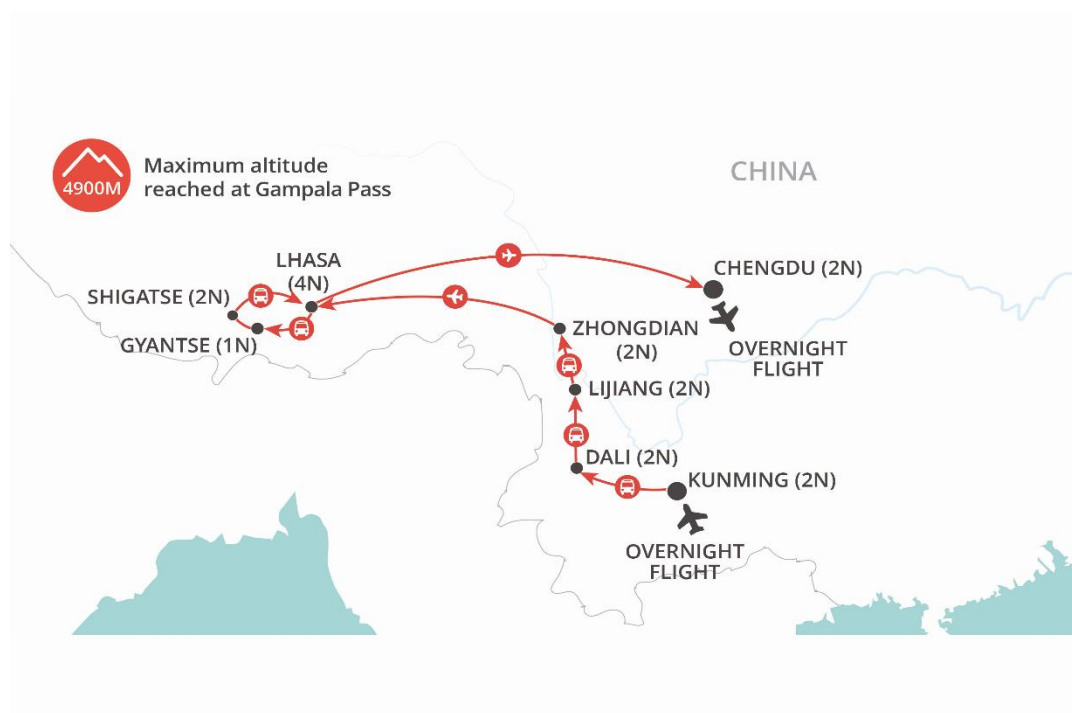 4900M
Maximum altitude
reached at Gampala Pass
CHINA
LHASA
(4N)
CHENGDU (2N)
SHIGATSE (2N)
GYANTSE (1N)
ZHONGDIAN
(2N)
OVERNIGHT
FLIGHT
LIJIANG (2N)
DALI (2N)
KUNMING (2N)
OVERNIGHT
FLIGHT